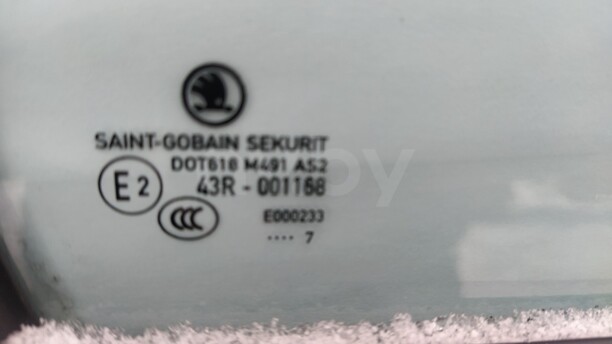 SAINT-GOBAIN SEKURIT
DOT618 M491 AS2
E2 43R - 001168
CCC
E000233
.... 7